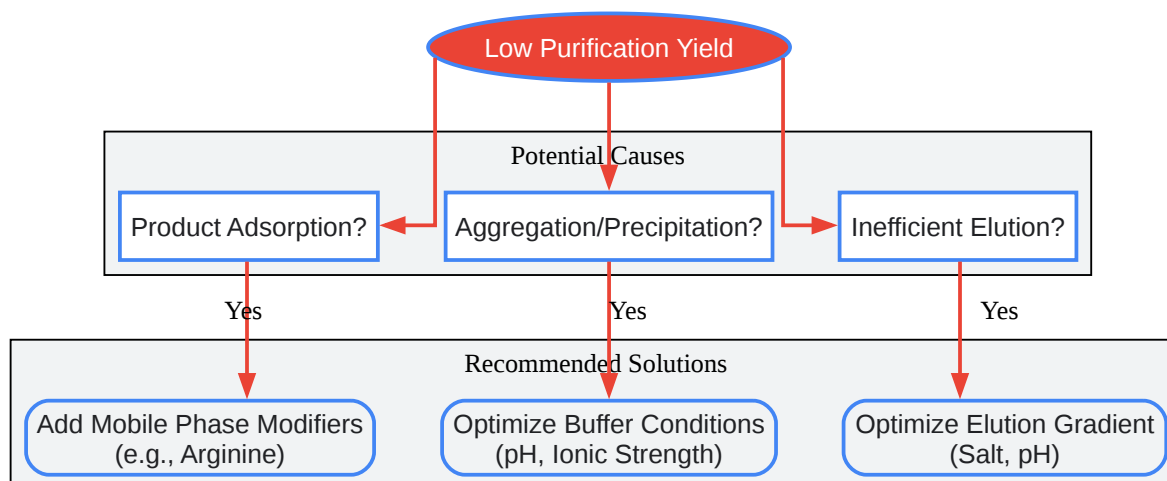 Low Purification Yield
Potential Causes
Product Adsorption?
Aggregation/Precipitation?
Inefficient Elution?
Yes
Yes
Yes
Recommended Solutions
Add Mobile Phase Modifiers
(e.g., Arginine)
Optimize Buffer Conditions
(pH, Ionic Strength)
Optimize Elution Gradient
(Salt, pH)